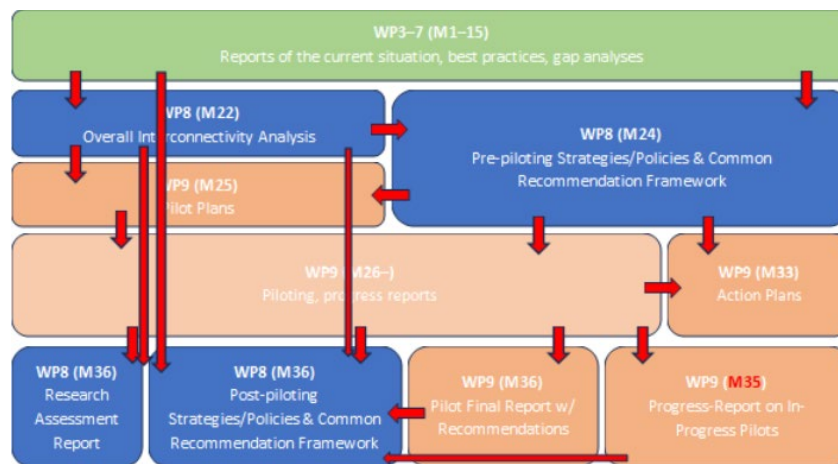 WP3–7 (M1–15)
Reports of the current situation, best practices, gap analyses
WP8 (M22)
Overall Interconnectivity Analysis
WP8 (M24)
Pre-piloting Strategies/Policies & Common
Recommendation Framework
WP9 (M25)
Pilot Plans
WP9 (M26–)
Piloting, progress reports
WP9 (M33)
Action Plans
WP8 (M36)
Research
Assessment
Report
WP8 (M36)
Post-piloting
Strategies/Policies & Common
Recommendation Framework
WP9 (M36)
Pilot Final Report w/
Recommendations
WP9 (M35)
Progress-Report on In-
Progress Pilots